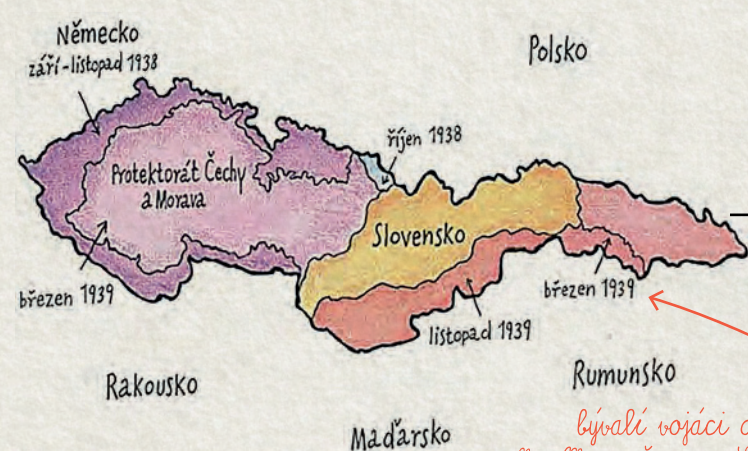 Německo
září-listopad 1938
Polsko
říjen 1938
Protektorát Čechy
a Morava
Slovensko
březen 1939
březen 1939
listopad 1939
Rakousko
Rumunsko
Maďarsko
bývalí vojáci